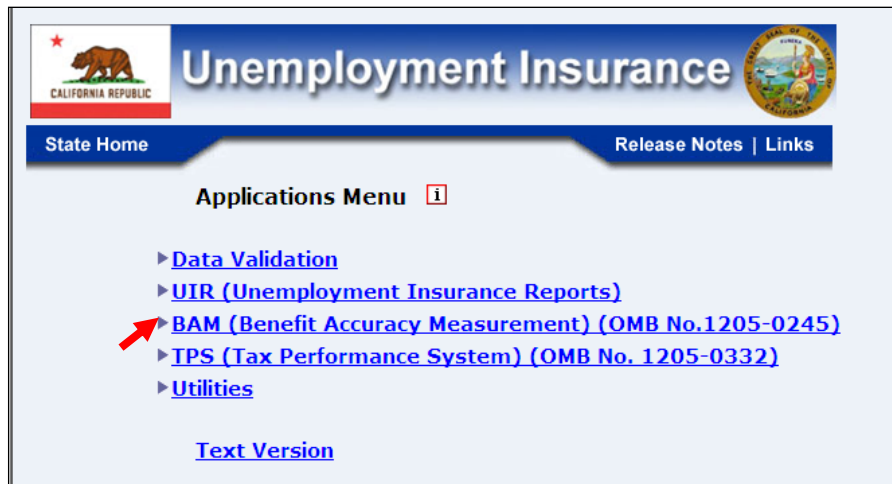 CALIFORNIA REPUBLIC
Unemployment Insurance
State Home
Release Notes | Links
Applications Menu i
Data Validation
UIR (Unemployment Insurance Reports)
BAM (Benefit Accuracy Measurement) (OMB No.1205-0245)
TPS (Tax Performance System) (OMB No. 1205-0332)
Utilities
Text Version